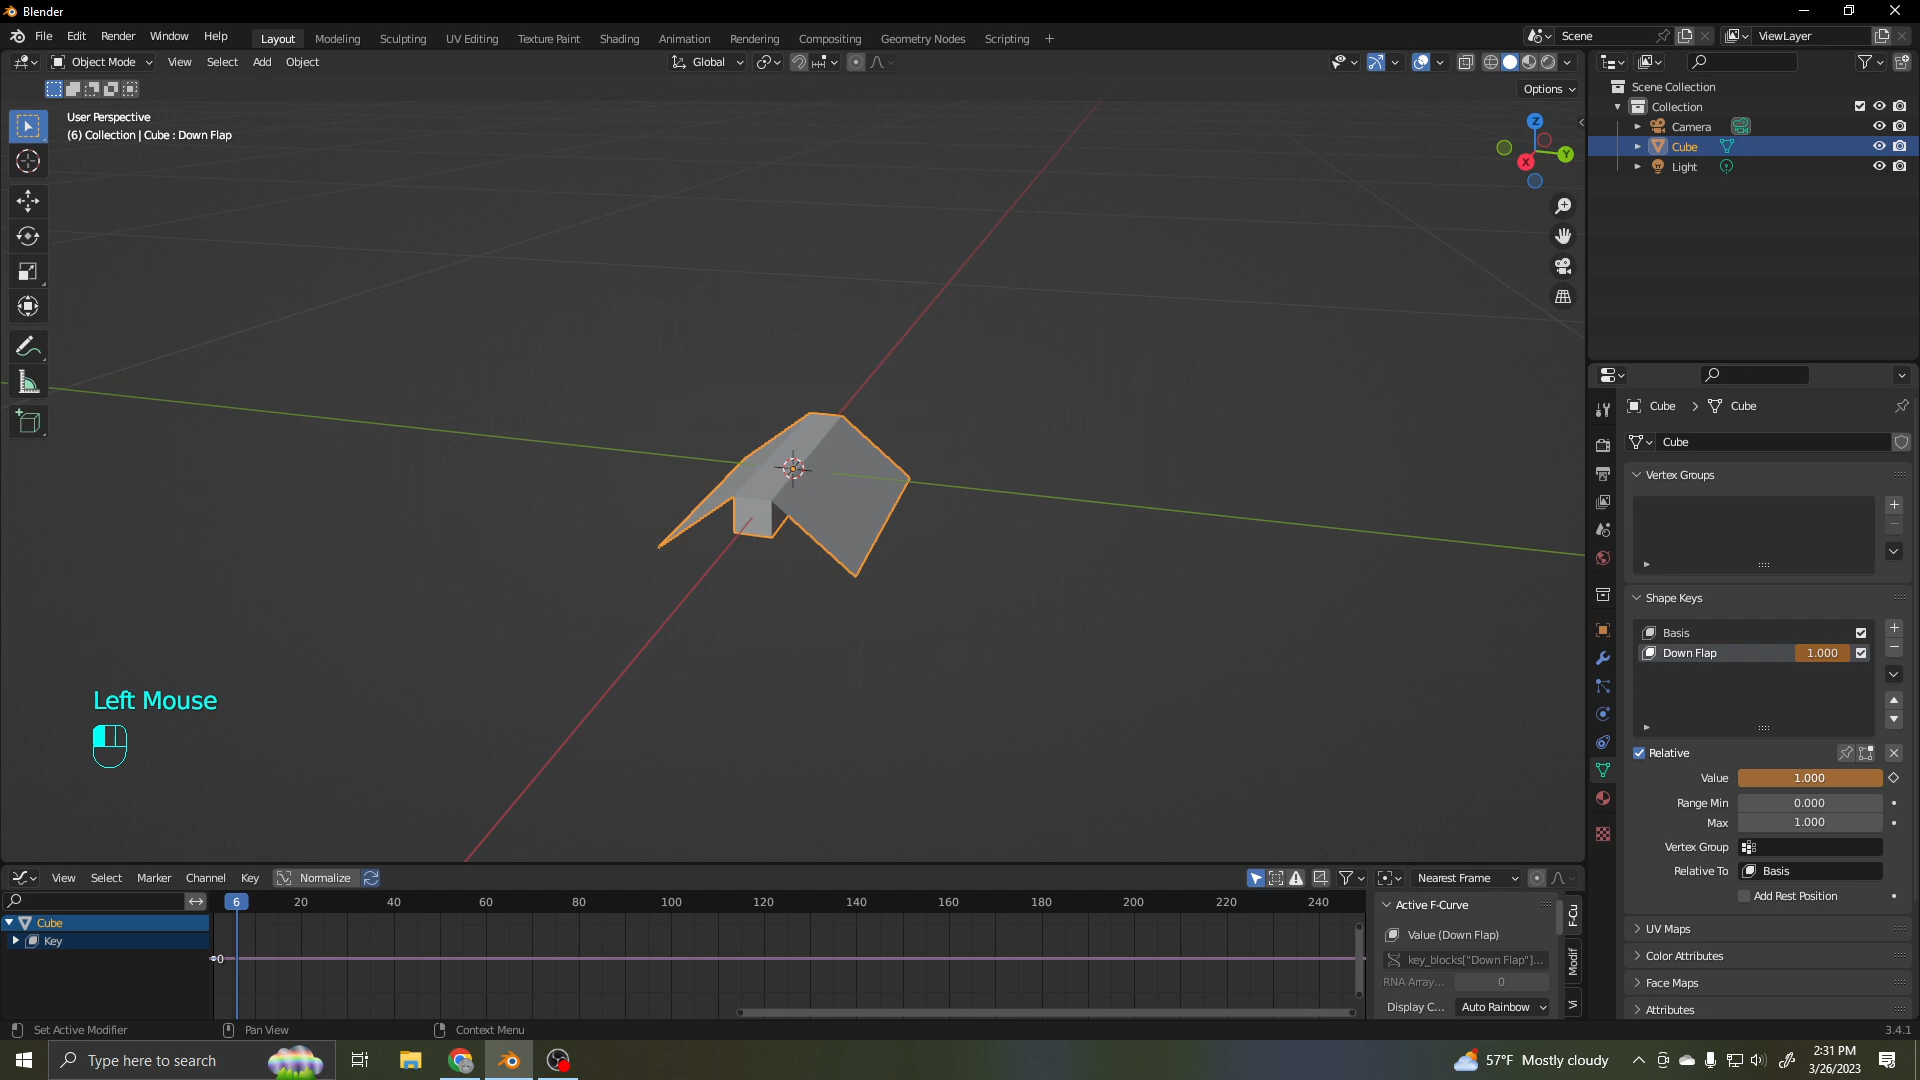 Blender
File Edit Render Window Help Layout Modeling Sculpting UV Editing Texture Paint Shading Animation Rendering Compositing Geometry Nodes Scripting + Scene ViewLayer
Object Mode View Select Add Object Global
Options
User Perspective
(6) Collection | Cube : Down Flap
Z
Y
X
Scene Collection
Collection
Camera
Cube
Light
Cube > Cube
Cube
Vertex Groups
Shape Keys
Basis
Down Flap 1.000
Relative
Value 1.000
Range Min 0.000
Max 1.000
Vertex Group
Relative To Basis
Add Rest Position
UV Maps
Color Attributes
Face Maps
Attributes
Left Mouse
View Select Marker Channel Key Normalize Nearest Frame
6 20 40 60 80 100 120 140 160 180 200 220 240
Cube
Key
0
Active F-Curve
Value (Down Flap)
key_blocks["Down Flap"]...
RNA Array... 0
Display C... Auto Rainbow
F-Cu
Modif
Vi
Set Active Modifier Pan View Context Menu 3.4.1
Type here to search
57°F Mostly cloudy
2:31 PM
3/26/2023